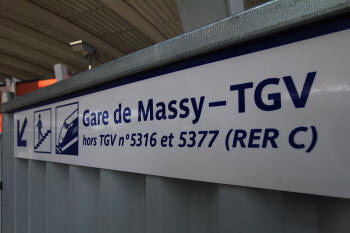 Gare de Massy–TGV
hors TGV n°5316 et 5377 (RER C)